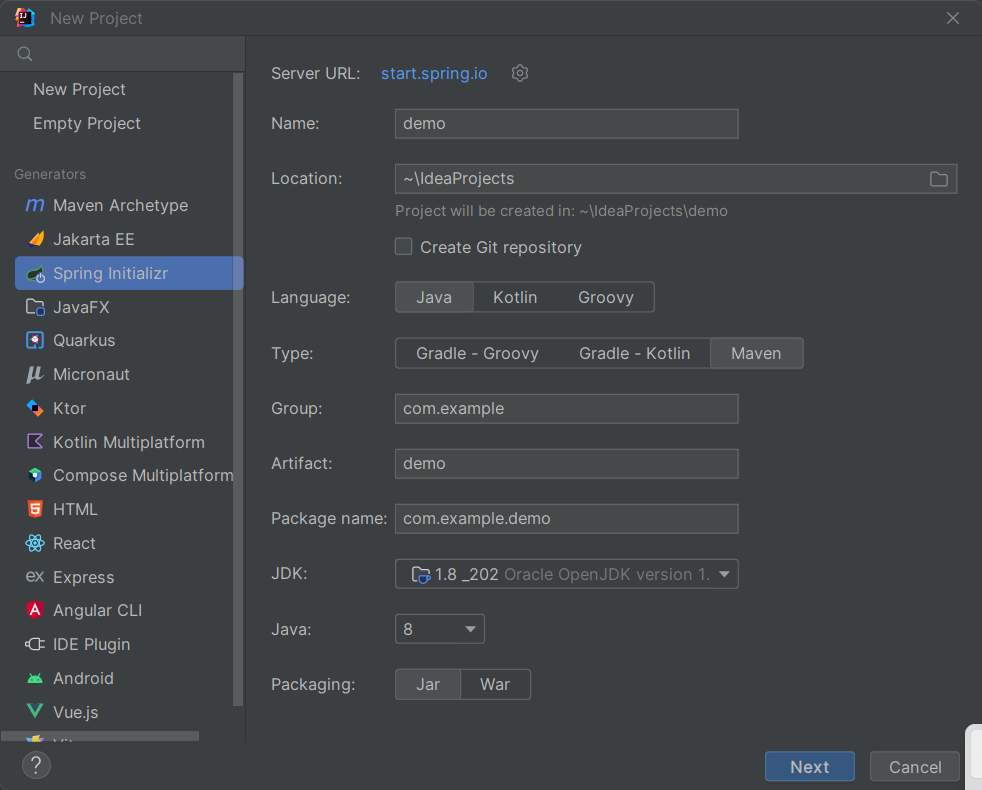 New Project
New Project
Empty Project
Generators
Maven Archetype
Jakarta EE
Spring Initializr
JavaFX
Quarkus
Micronaut
Ktor
Kotlin Multiplatform
Compose Multiplatform
HTML
React
Express
Angular CLI
IDE Plugin
Android
Vue.js
Server URL: start.spring.io
Name: demo
Location: ~\IdeaProjects
Project will be created in: ~\IdeaProjects\demo
Create Git repository
Language: Java Kotlin Groovy
Type: Gradle - Groovy Gradle - Kotlin Maven
Group: com.example
Artifact: demo
Package name: com.example.demo
JDK: 1.8 _202 Oracle OpenJDK version 1.
Java: 8
Packaging: Jar War
? Next Cancel